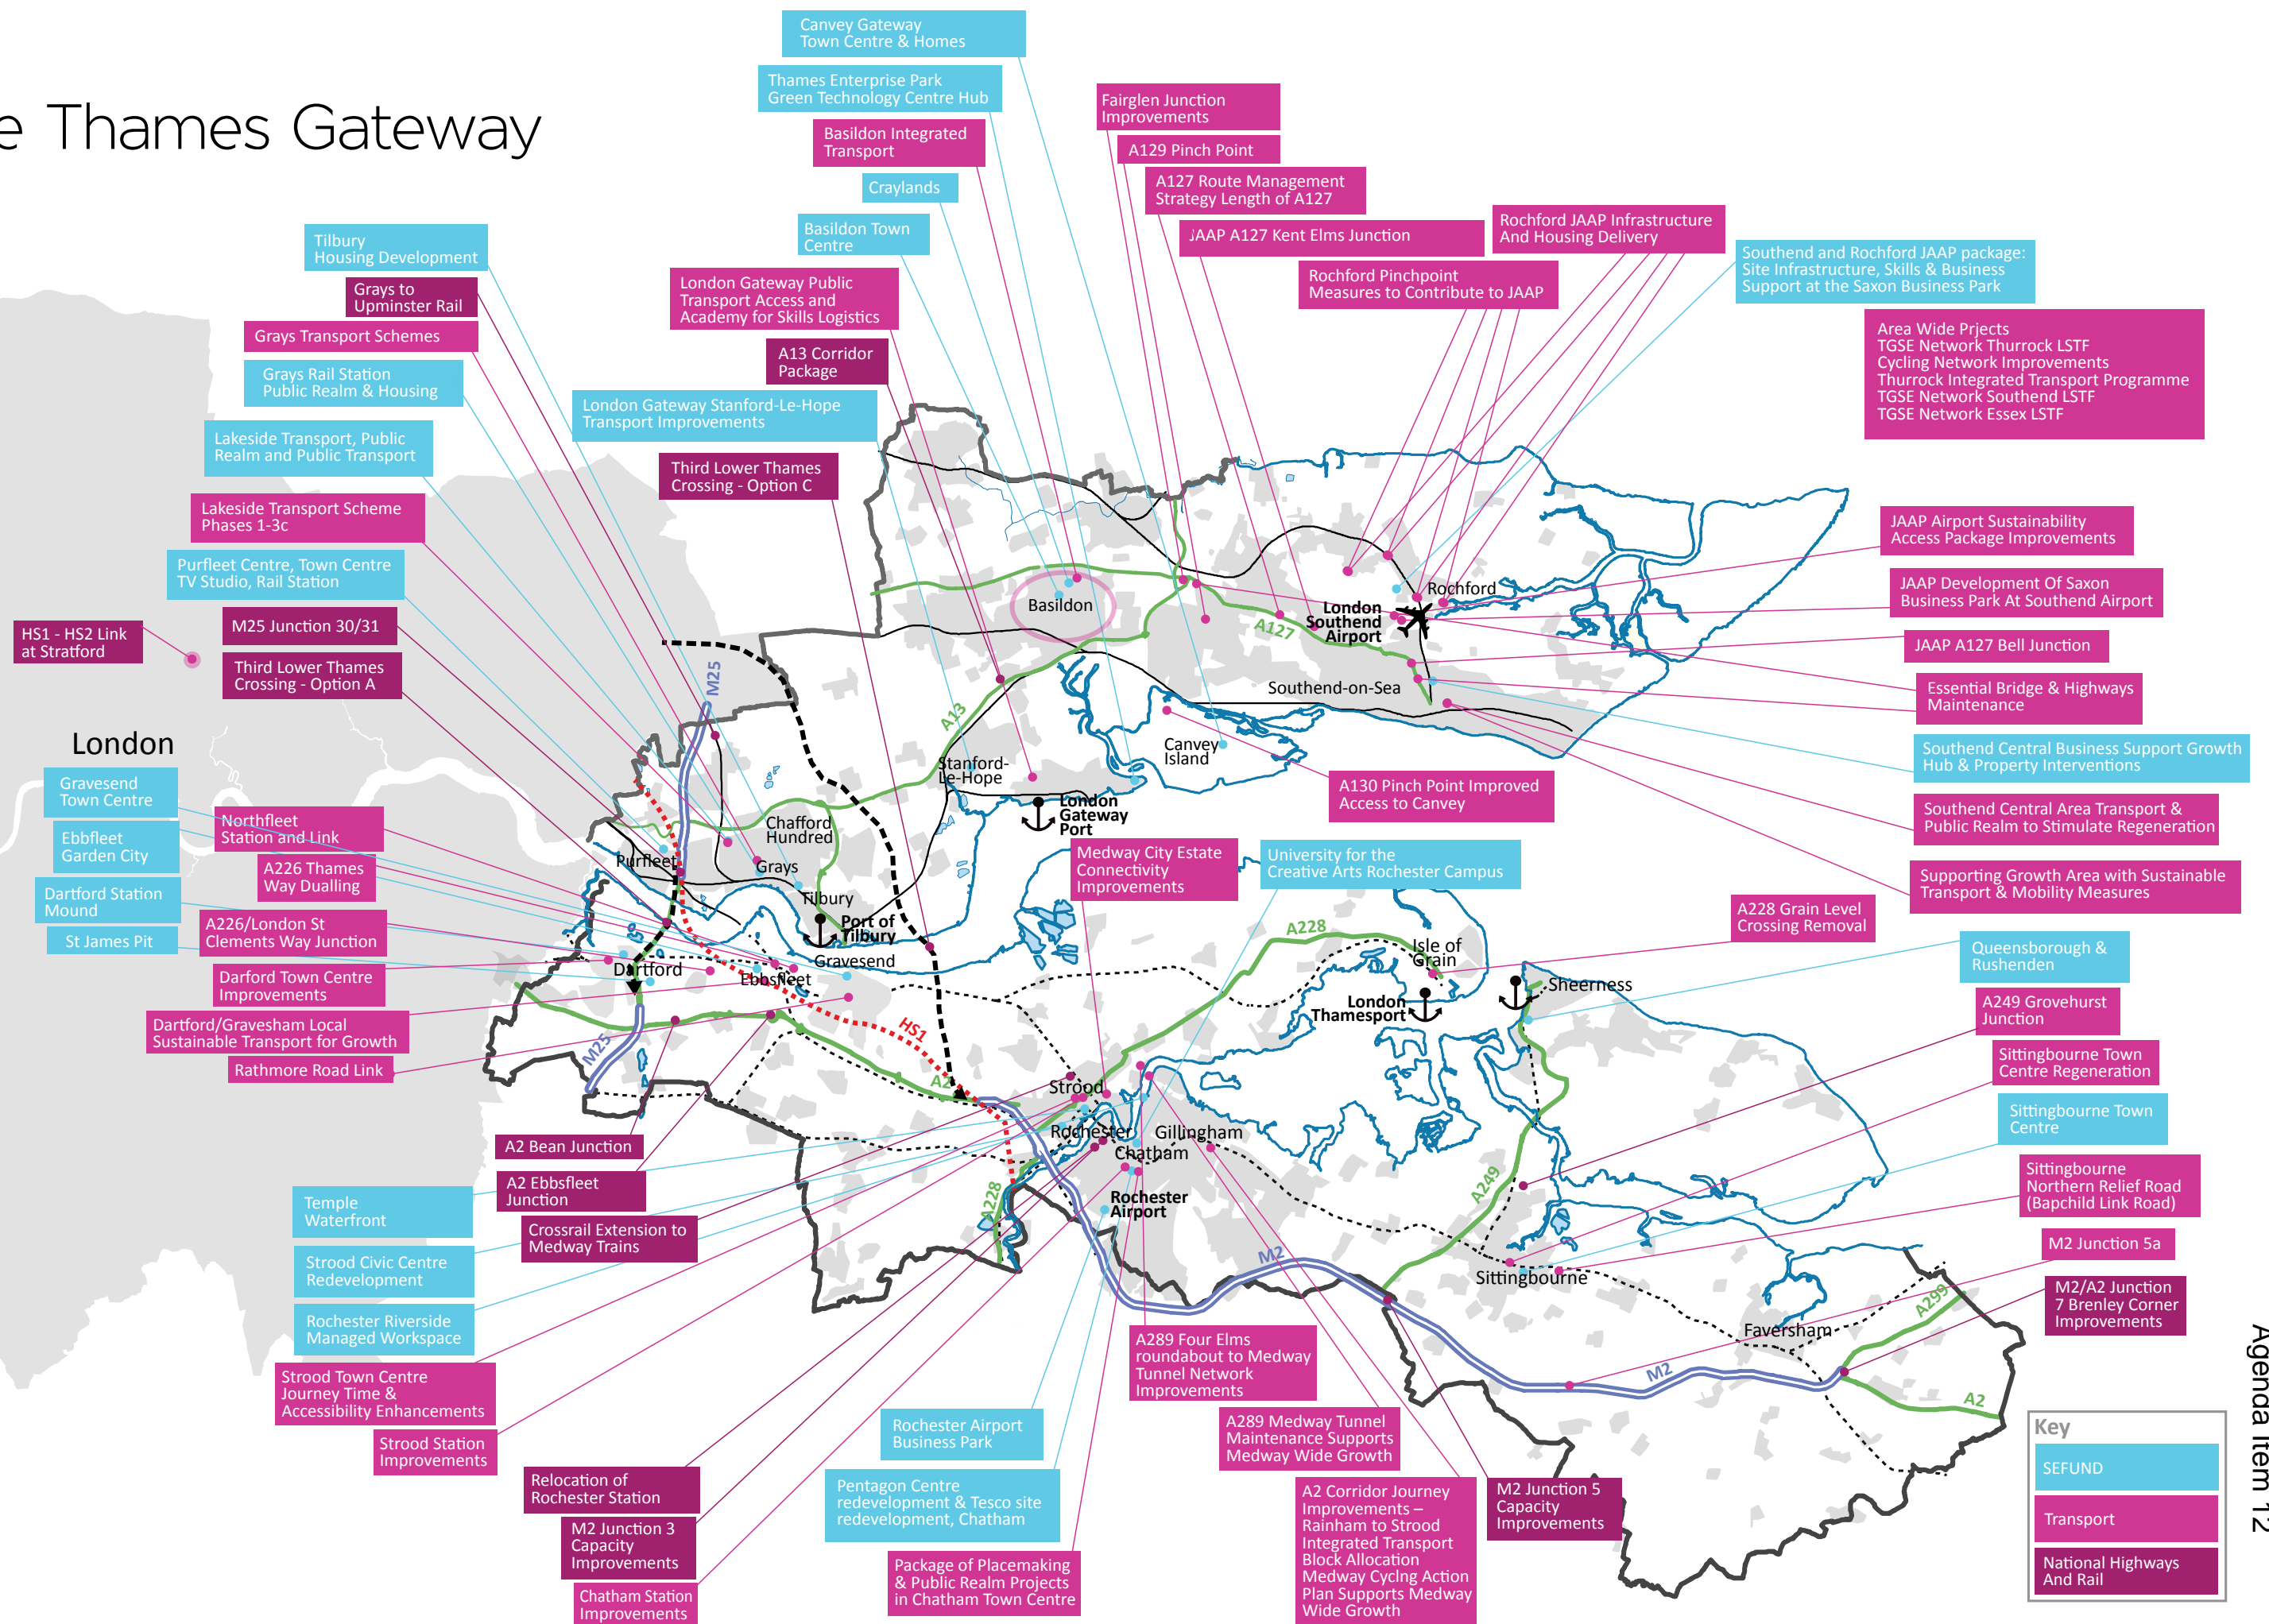 e Thames Gateway
Canvey Gateway
Town Centre & Homes
Thames Enterprise Park
Green Technology Centre Hub
Basildon Integrated
Transport
Craylands
Basildon Town
Centre
London Gateway Public
Transport Access and
Academy for Skills Logistics
A13 Corridor
Package
London Gateway Stanford-Le-Hope
Transport Improvements
Third Lower Thames
Crossing - Option C
Fairglen Junction
Improvements
A129 Pinch Point
A127 Route Management
Strategy Length of A127
JAAP A127 Kent Elms Junction
Rochford JAAP Infrastructure
And Housing Delivery
Rochford Pinchpoint
Measures to Contribute to JAAP
Southend and Rochford JAAP package:
Site Infrastructure, Skills & Business
Support at the Saxon Business Park
Area Wide Prjects
TGSE Network Thurrock LSTF
Cycling Network Improvements
Thurrock Integrated Transport Programme
TGSE Network Southend LSTF
TGSE Network Essex LSTF
Tilbury
Housing Development
Grays to
Upminster Rail
Grays Transport Schemes
Grays Rail Station
Public Realm & Housing
Lakeside Transport, Public
Realm and Public Transport
Lakeside Transport Scheme
Phases 1-3c
Purfleet Centre, Town Centre
TV Studio, Rail Station
M25 Junction 30/31
HS1 - HS2 Link
at Stratford
Third Lower Thames
Crossing - Option A
London
Gravesend
Town Centre
Northfleet
Station and Link
Ebbfleet
Garden City
A226 Thames
Way Dualling
Dartford Station
Mound
A226/London St
Clements Way Junction
St James Pit
Darford Town Centre
Improvements
Dartford/Gravesham Local
Sustainable Transport for Growth
Rathmore Road Link
JAAP Airport Sustainability
Access Package Improvements
JAAP Development Of Saxon
Business Park At Southend Airport
JAAP A127 Bell Junction
Essential Bridge & Highways
Maintenance
Southend Central Business Support Growth
Hub & Property Interventions
Southend Central Area Transport &
Public Realm to Stimulate Regeneration
Supporting Growth Area with Sustainable
Transport & Mobility Measures
A130 Pinch Point Improved
Access to Canvey
Medway City Estate
Connectivity
Improvements
University for the
Creative Arts Rochester Campus
A228 Grain Level
Crossing Removal
Queensborough &
Rushenden
A249 Grovehurst
Junction
Sittingbourne Town
Centre Regeneration
Sittingbourne Town
Centre
Sittingbourne
Northern Relief Road
(Bapchild Link Road)
M2 Junction 5a
M2/A2 Junction
7 Brenley Corner
Improvements
Basildon
Rochford
London
Southend
Airport
A127
Southend-on-Sea
M25
A13
Stanford-
Le-Hope
Canvey
Island
London
Gateway
Port
Chafford
Hundred
Purfleet
Grays
Tilbury
Port of
Tilbury
Gravesend
Dartford
Ebbsfleet
HS1
M25
A2
A228
Isle of
Grain
London
Thamesport
Sheerness
Strood
Rochester
Gillingham
Chatham
Rochester
Airport
A228
A249
M2
Sittingbourne
Faversham
A299
M2
A2
A2 Bean Junction
A2 Ebbsfleet
Junction
Temple
Waterfront
Crossrail Extension to
Medway Trains
Strood Civic Centre
Redevelopment
Rochester Riverside
Managed Workspace
Strood Town Centre
Journey Time &
Accessibility Enhancements
Strood Station
Improvements
Relocation of
Rochester Station
M2 Junction 3
Capacity
Improvements
Chatham Station
Improvements
Rochester Airport
Business Park
Pentagon Centre
redevelopment & Tesco site
redevelopment, Chatham
Package of Placemaking
& Public Realm Projects
in Chatham Town Centre
A289 Four Elms
roundabout to Medway
Tunnel Network
Improvements
A289 Medway Tunnel
Maintenance Supports
Medway Wide Growth
A2 Corridor Journey
Improvements –
Rainham to Strood
Integrated Transport
Block Allocation
Medway Cyclng Action
Plan Supports Medway
Wide Growth
M2 Junction 5
Capacity
Improvements
Key
SEFUND
Transport
National Highways
And Rail
Agenda Item 12